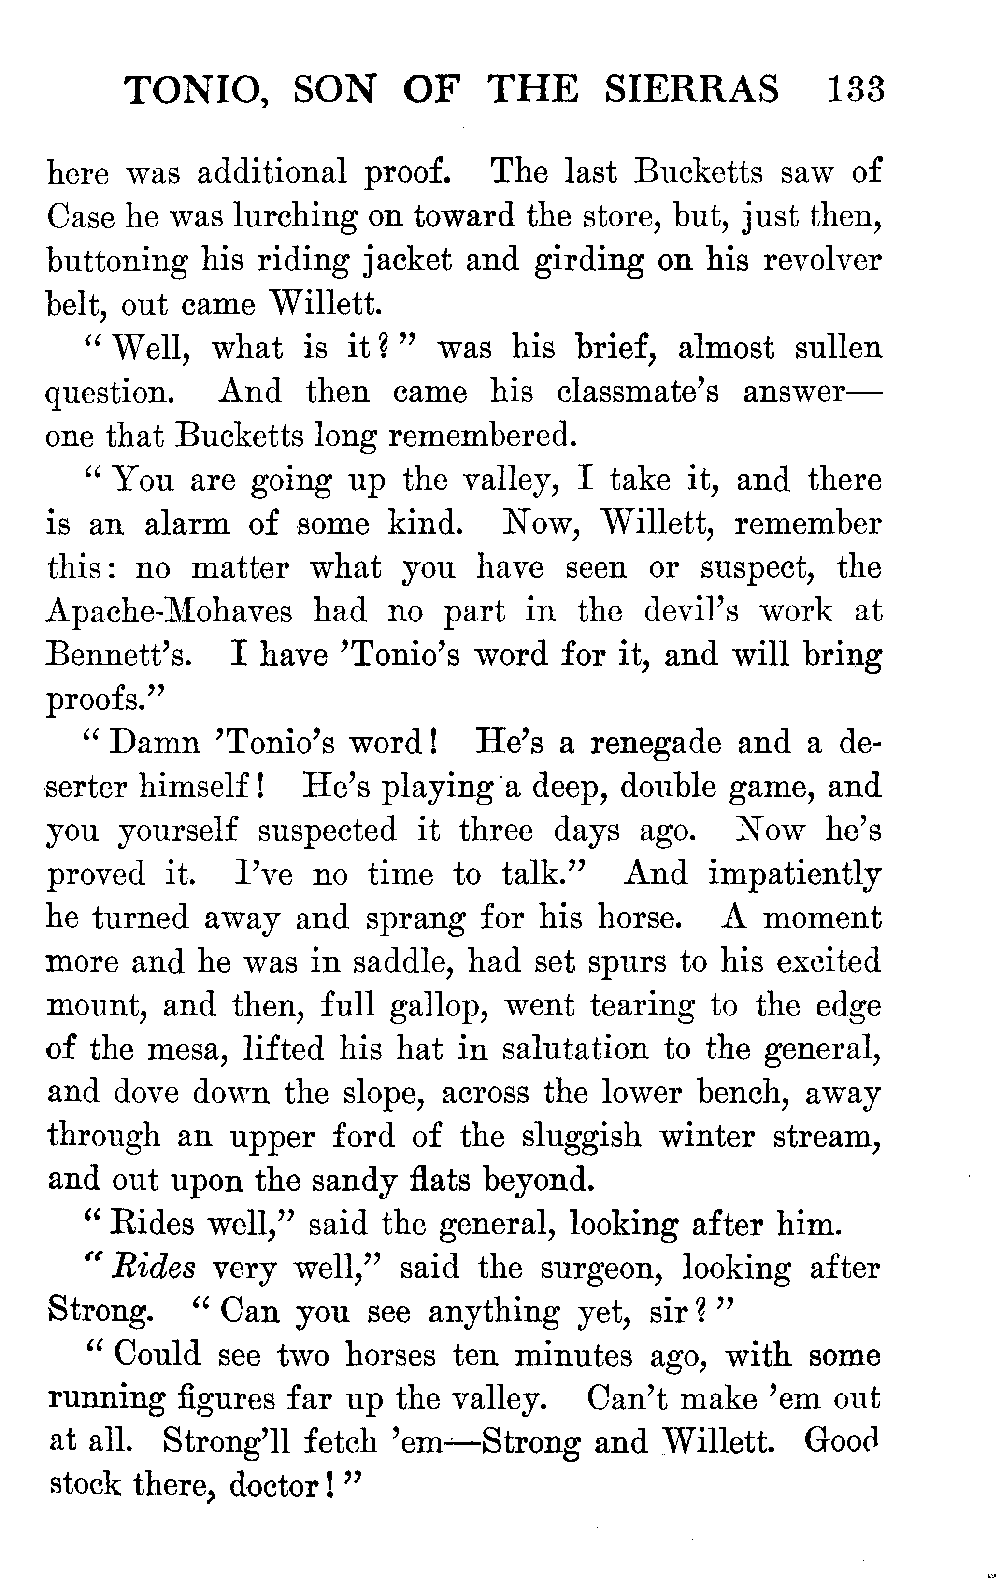 TONIO, SON OF THE SIERRAS 133
here was additional proof. The last Bucketts saw of
Case he was lurching on toward the store, but, just then,
buttoning his riding jacket and girding on his revolver
belt, out came Willett.
“Well, what is it?” was his brief, almost sullen
question. And then came his classmate’s answer—
one that Bucketts long remembered.
“You are going up the valley, I take it, and there
is an alarm of some kind. Now, Willett, remember
this: no matter what you have seen or suspect, the
Apache-Mohaves had no part in the devil’s work at
Bennett’s. I have ’Tonio’s word for it, and will bring
proofs.”
“Damn ’Tonio’s word! He’s a renegade and a de-
serter himself! He’s playing a deep, double game, and
you yourself suspected it three days ago. Now he’s
proved it. I’ve no time to talk.” And impatiently
he turned away and sprang for his horse. A moment
more and he was in saddle, had set spurs to his excited
mount, and then, full gallop, went tearing to the edge
of the mesa, lifted his hat in salutation to the general,
and dove down the slope, across the lower bench, away
through an upper ford of the sluggish winter stream,
and out upon the sandy flats beyond.
“Rides well,” said the general, looking after him.
“Rides very well,” said the surgeon, looking after
Strong. “Can you see anything yet, sir?”
“Could see two horses ten minutes ago, with some
running figures far up the valley. Can’t make ’em out
at all. Strong’ll fetch ’em—Strong and Willett. Good
stock there, doctor!”